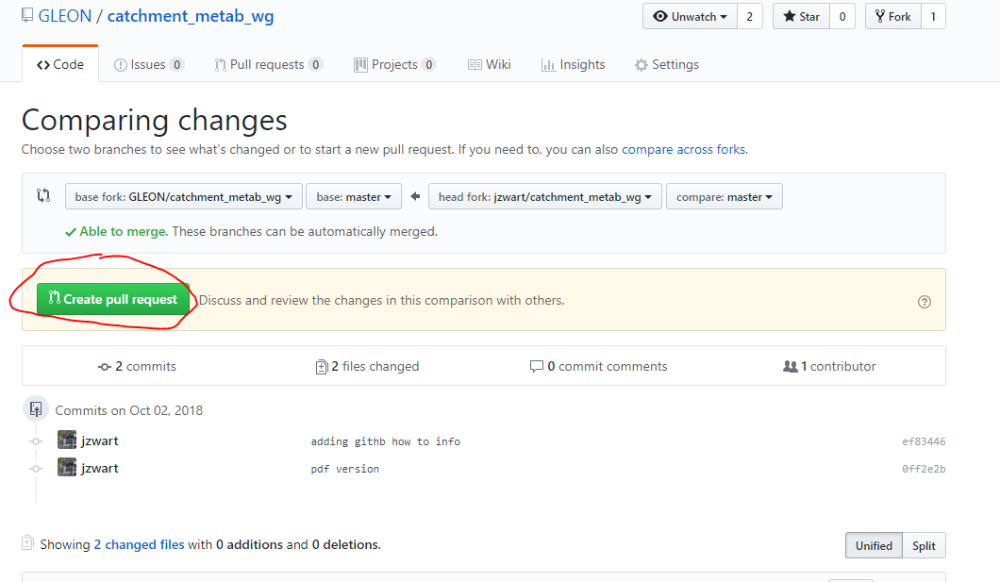 GLEON / catchment_metab_wg Unwatch 2 Star 0 Fork 1
Code Issues 0 Pull requests 0 Projects 0 Wiki Insights Settings
Comparing changes
Choose two branches to see what's changed or to start a new pull request. If you need to, you can also compare across forks.
base fork: GLEON/catchment_metab_wg base: master head fork: jzwart/catchment_metab_wg compare: master
Able to merge. These branches can be automatically merged.
Create pull request Discuss and review the changes in this comparison with others.
2 commits 2 files changed 0 commit comments 1 contributor
Commits on Oct 02, 2018
jzwart adding githb how to info ef83446
jzwart pdf version 0ff2e2b
Showing 2 changed files with 0 additions and 0 deletions. Unified Split